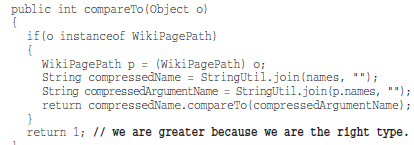 public int compareTo(Object o)
{
if(o instanceof WikiPagePath)
{
WikiPagePath p = (WikiPagePath) o;
String compressedName = StringUtil.join(names, "");
String compressedArgumentName = StringUtil.join(p.names, "");
return compressedName.compareTo(compressedArgumentName);
}
return 1; // we are greater because we are the right type.